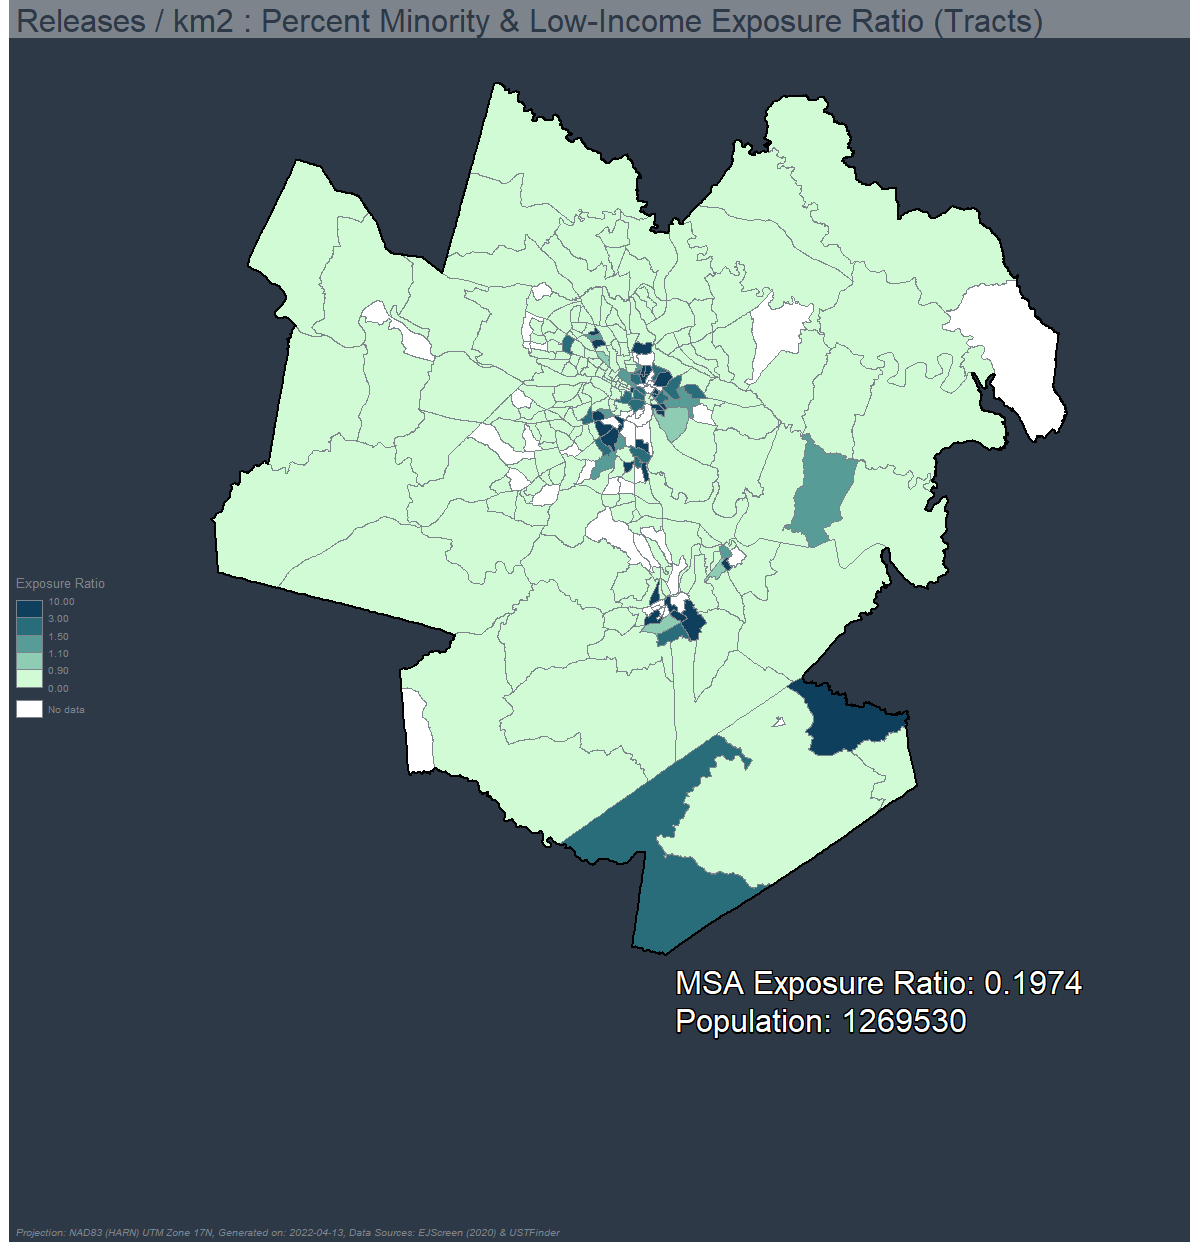 Releases / km2 : Percent Minority & Low-Income Exposure Ratio (Tracts)
Exposure Ratio
10.00
3.00
1.50
1.10
0.90
0.00
No data
MSA Exposure Ratio: 0.1974
Population: 1269530
Projection: NAD83 (HARN) UTM Zone 17N, Generated on: 2022-04-13, Data Sources: EJScreen (2020) & USTFinder